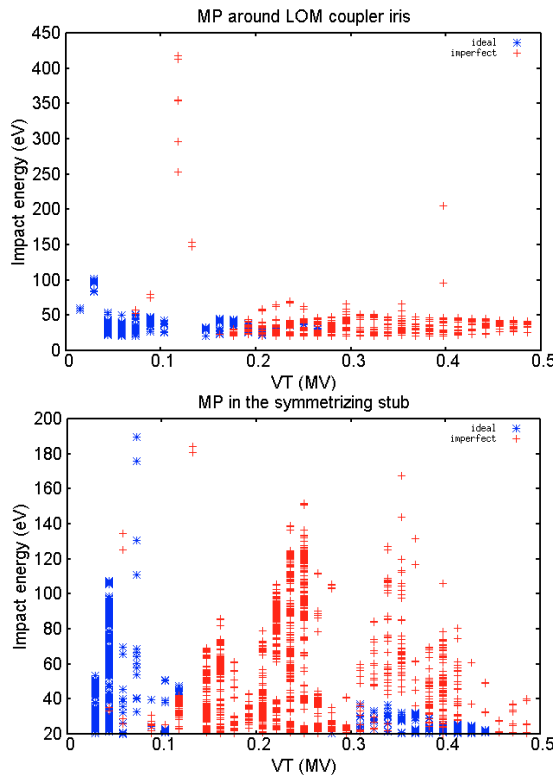 MP around LOM coupler iris
450
400
350
300
250
200
150
100
50
0
Impact energy (eV)
ideal
imperfect
0 0.1 0.2 0.3 0.4 0.5
VT (MV)
MP in the symmetrizing stub
200
180
160
140
120
100
80
60
40
20
Impact energy (eV)
ideal
imperfect
0 0.1 0.2 0.3 0.4 0.5
VT (MV)